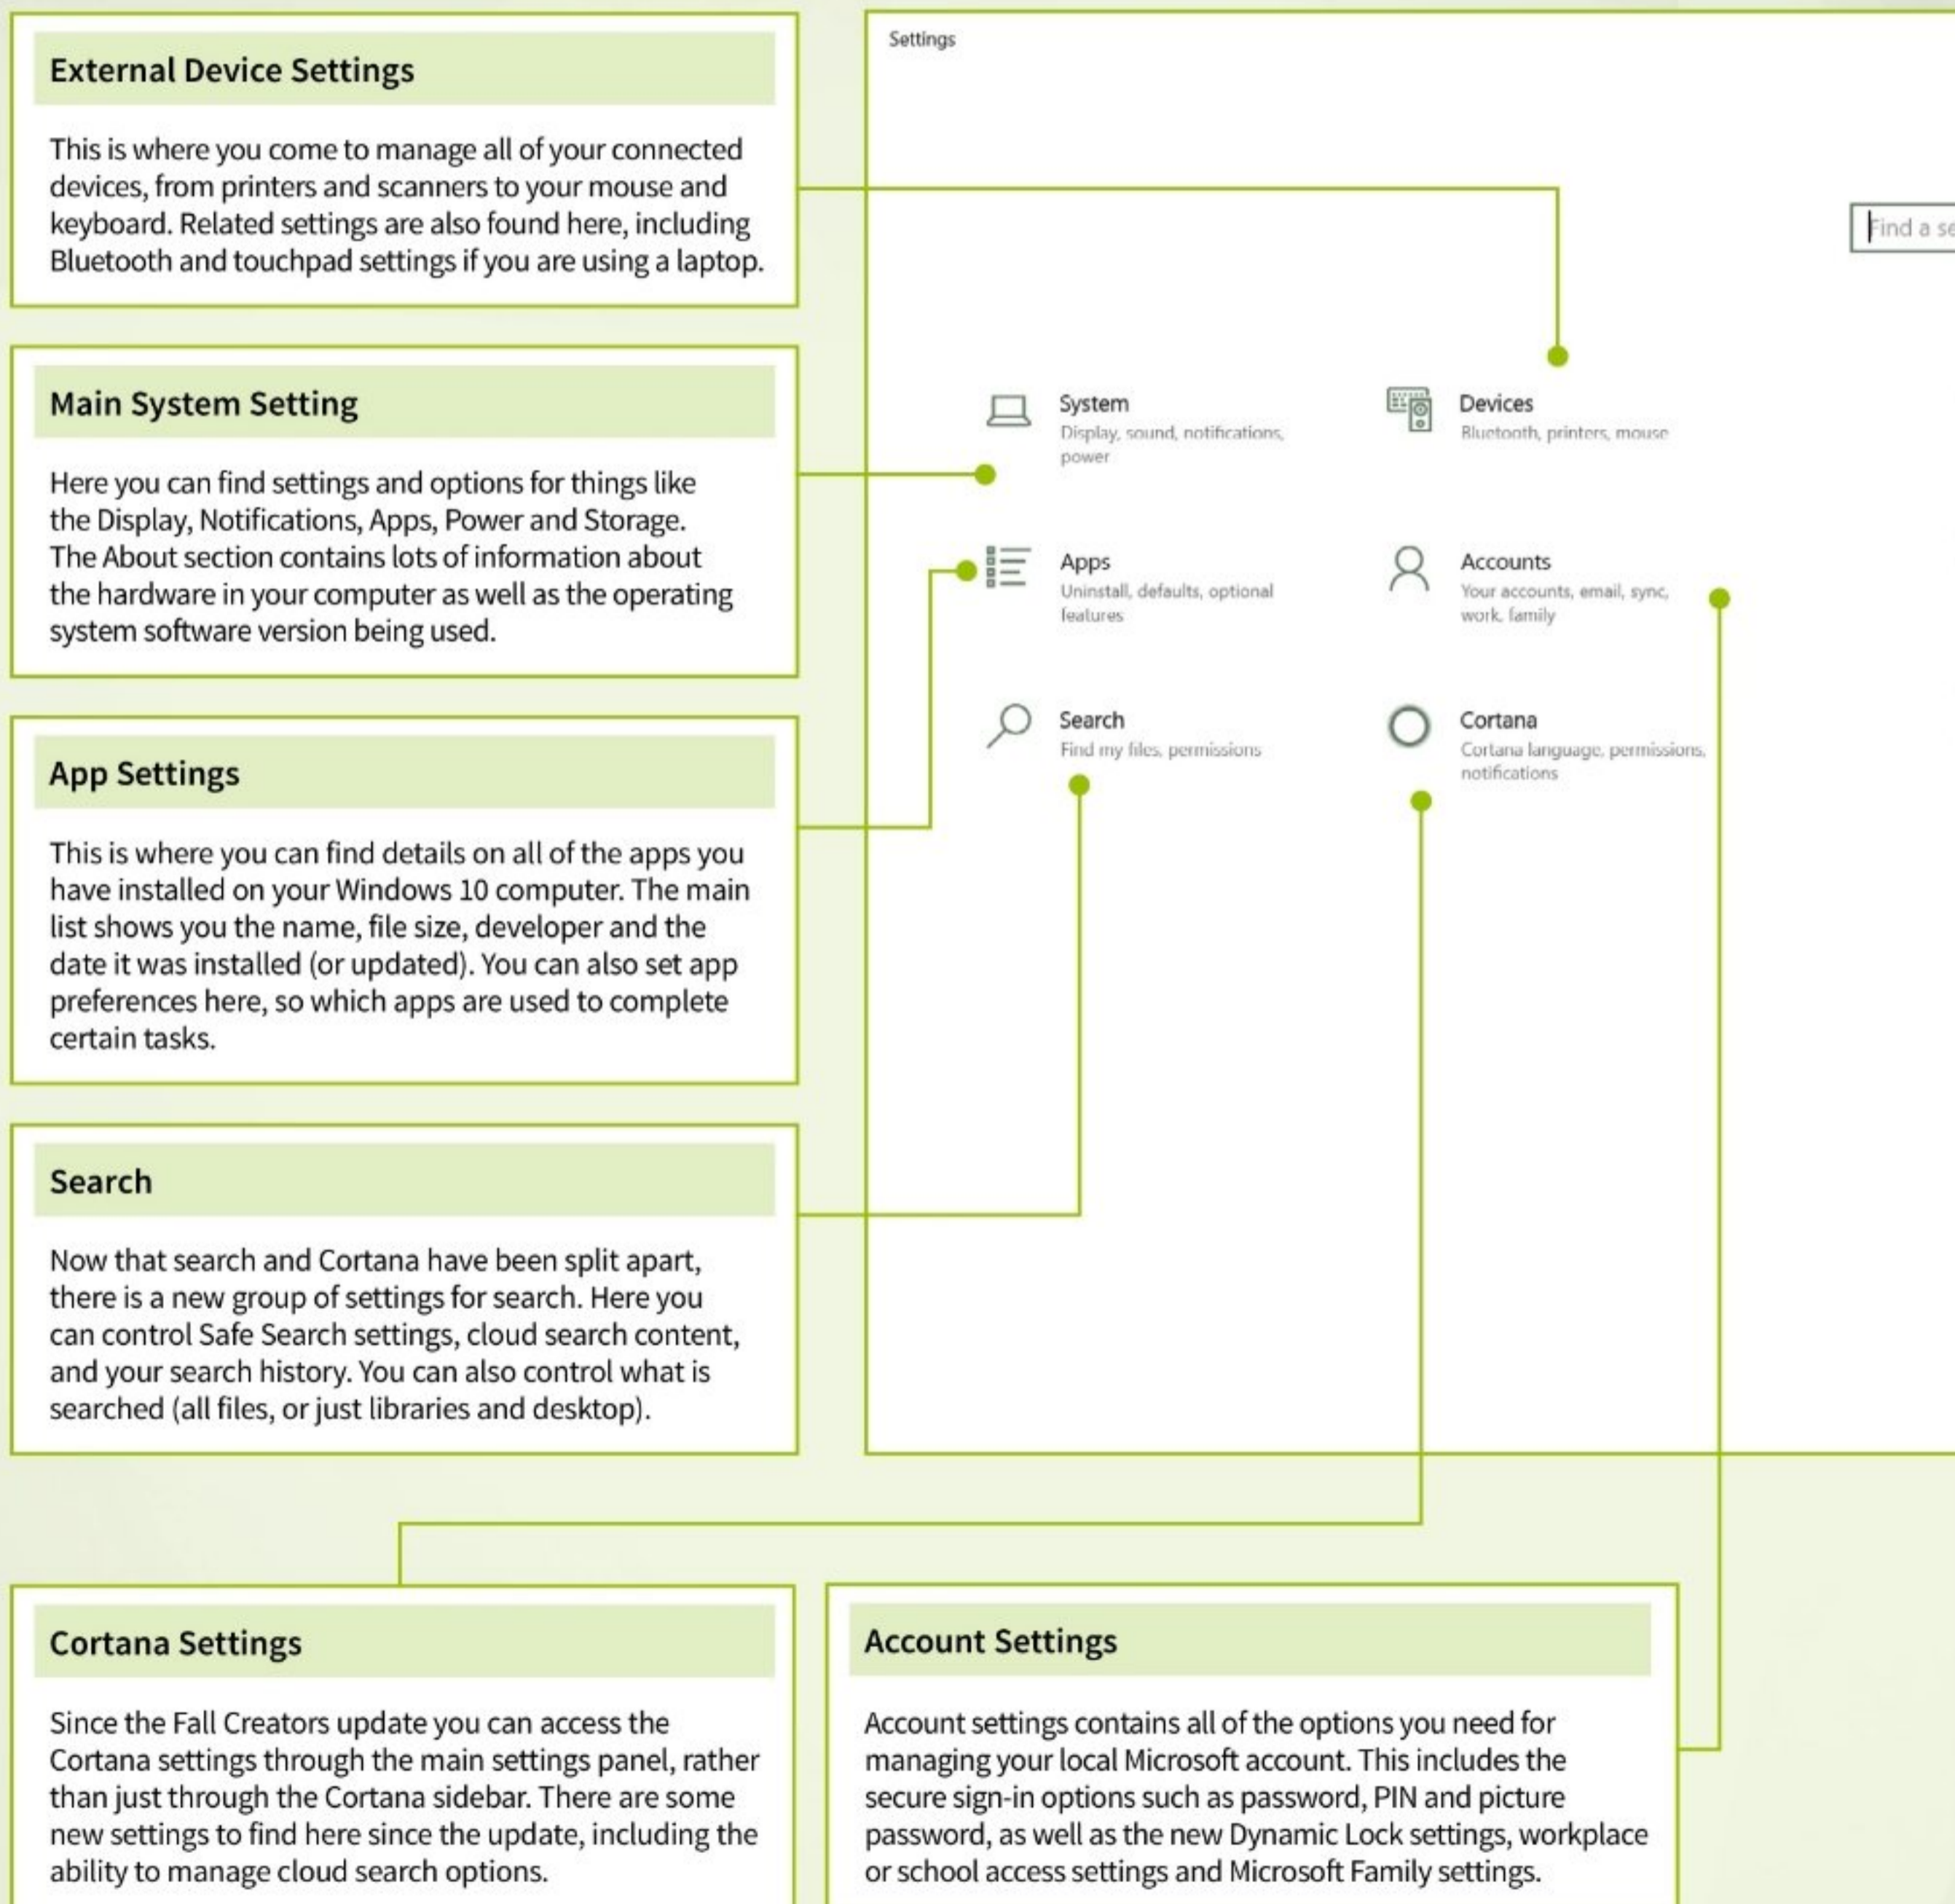 External Device Settings
This is where you come to manage all of your connected
devices, from printers and scanners to your mouse and
keyboard. Related settings are also found here, including
Bluetooth and touchpad settings if you are using a laptop.
Main System Setting
Here you can find settings and options for things like
the Display, Notifications, Apps, Power and Storage.
The About section contains lots of information about
the hardware in your computer as well as the operating
system software version being used.
App Settings
This is where you can find details on all of the apps you
have installed on your Windows 10 computer. The main
list shows you the name, file size, developer and the
date it was installed (or updated). You can also set app
preferences here, so which apps are used to complete
certain tasks.
Search
Now that search and Cortana have been split apart,
there is a new group of settings for search. Here you
can control Safe Search settings, cloud search content,
and your search history. You can also control what is
searched (all files, or just libraries and desktop).
Settings
Find a se
System
Display, sound, notifications,
power
Devices
Bluetooth, printers, mouse
Apps
Uninstall, defaults, optional
features
Accounts
Your accounts, email, sync,
work, family
Search
Find my files, permissions
Cortana
Cortana language, permissions,
notifications
Cortana Settings
Since the Fall Creators update you can access the
Cortana settings through the main settings panel, rather
than just through the Cortana sidebar. There are some
new settings to find here since the update, including the
ability to manage cloud search options.
Account Settings
Account settings contains all of the options you need for
managing your local Microsoft account. This includes the
secure sign-in options such as password, PIN and picture
password, as well as the new Dynamic Lock settings, workplace
or school access settings and Microsoft Family settings.